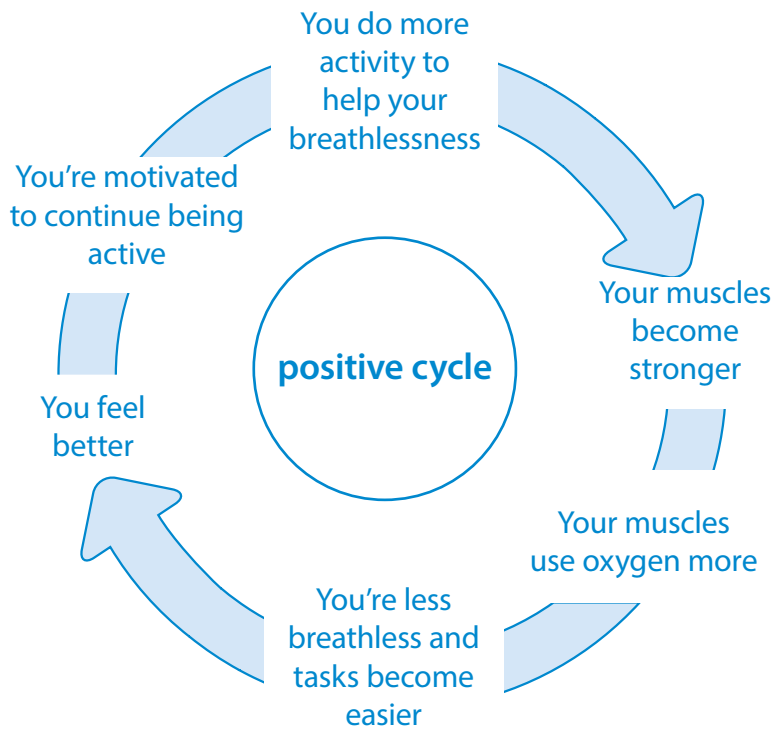 You do more
activity to
help your
breathlessness
Your muscles
become
stronger
Your muscles
use oxygen more
You're less
breathless and
tasks become
easier
You feel
better
You’re motivated
to continue being
active
positive cycle